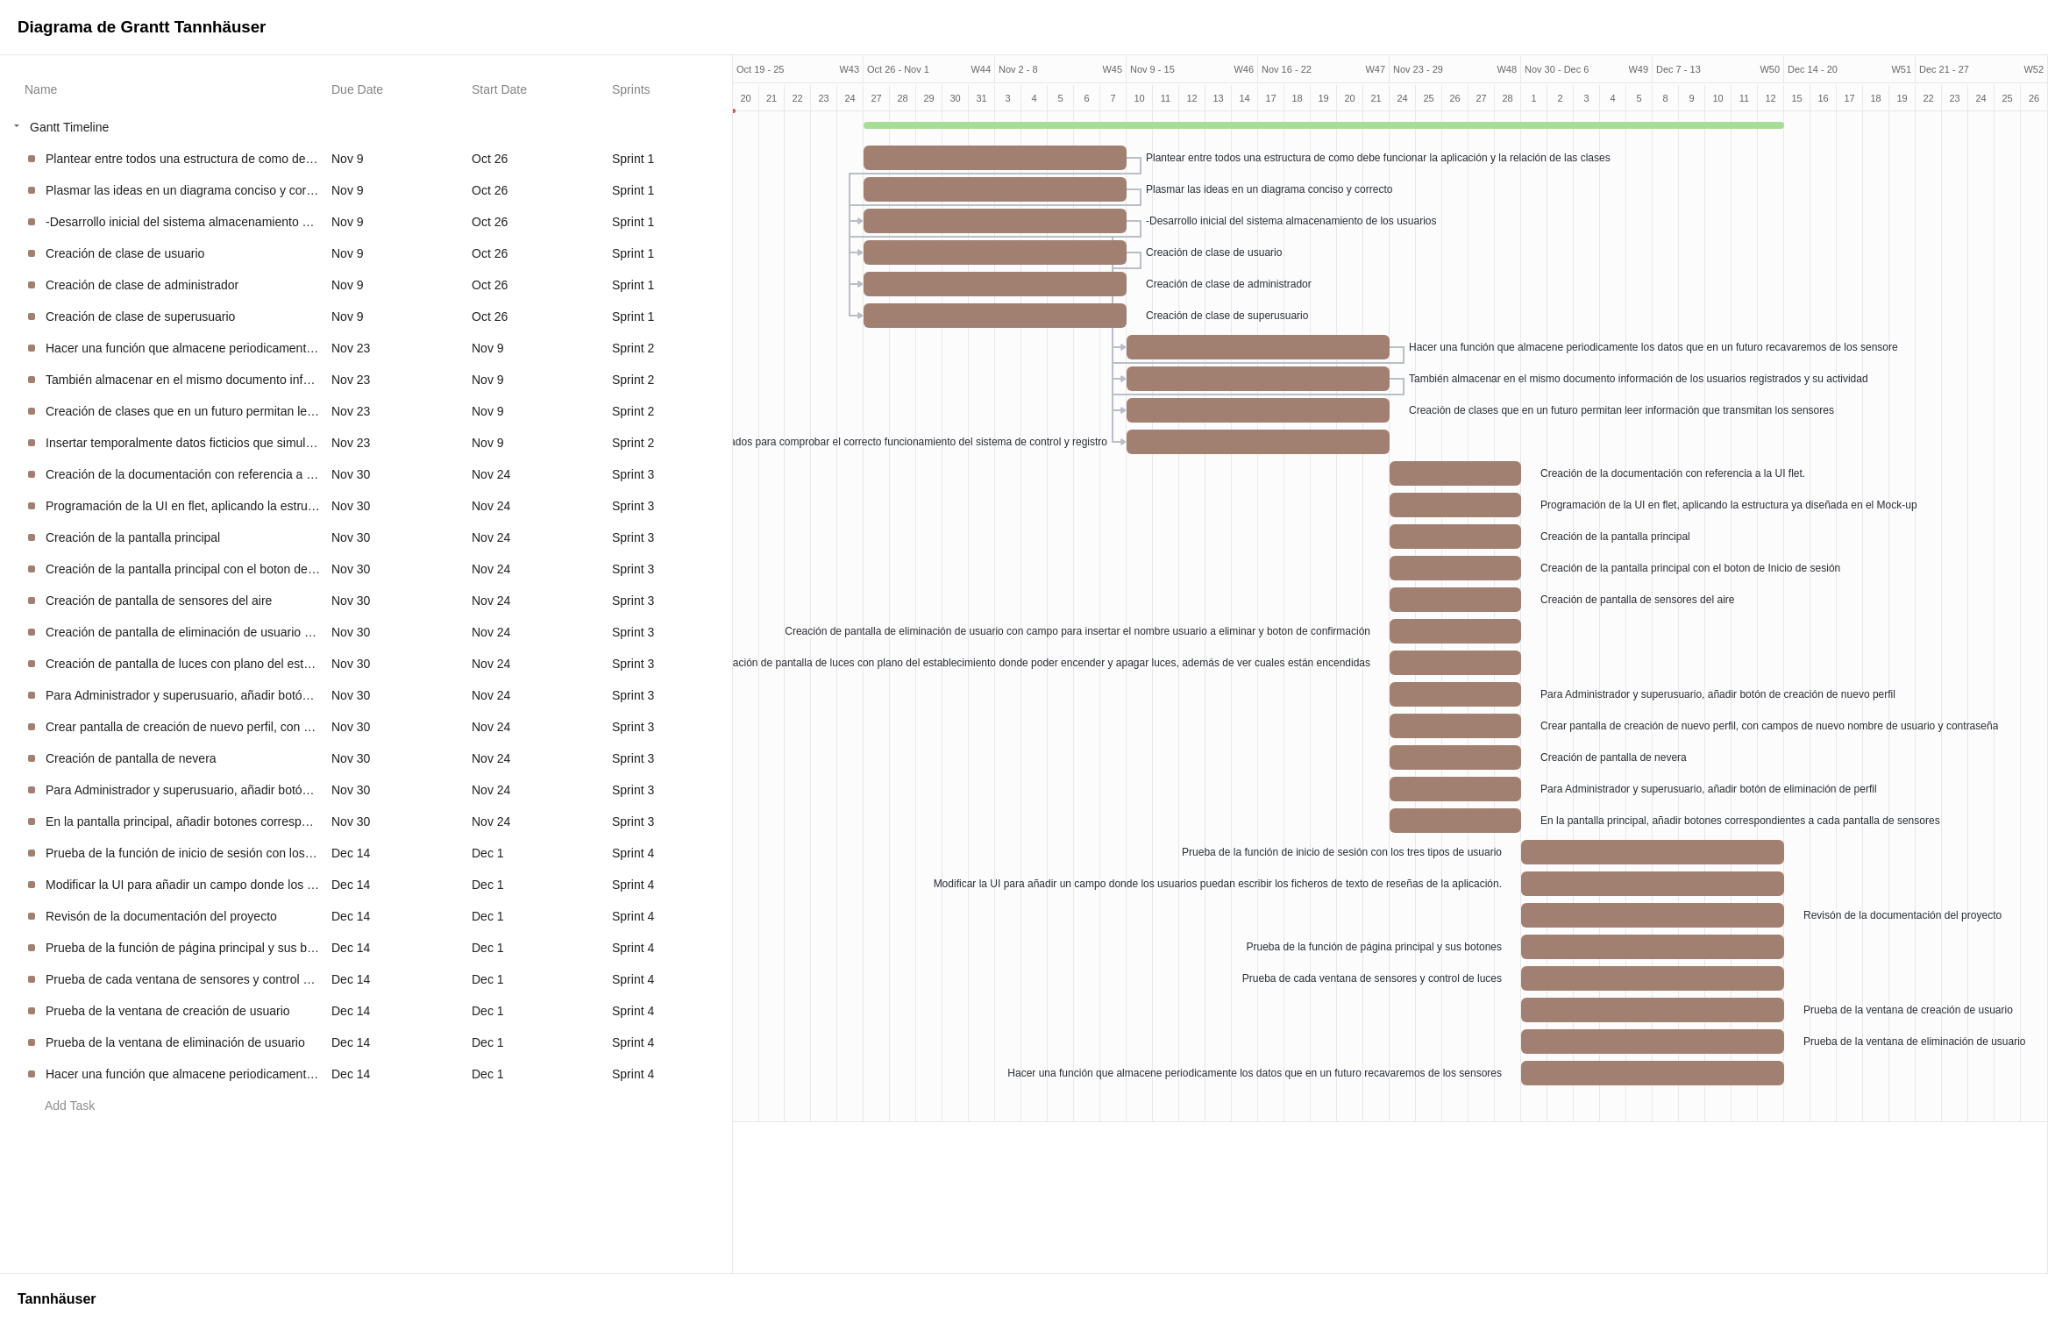 Diagrama de Grantt Tannhäuser
Name Due Date Start Date Sprints
Oct 19 - 25 W43 Oct 26 - Nov 1 W44 Nov 2 - 8 W45 Nov 9 - 15 W46 Nov 16 - 22 W47 Nov 23 - 29 W48 Nov 30 - Dec 6 W49 Dec 7 - 13 W50 Dec 14 - 20 W51 Dec 21 - 27 W52
20 21 22 23 24 27 28 29 30 31 3 4 5 6 7 10 11 12 13 14 17 18 19 20 21 24 25 26 27 28 1 2 3 4 5 8 9 10 11 12 15 16 17 18 19 22 23 24 25 26
Gantt Timeline
Plantear entre todos una estructura de como de… Nov 9 Oct 26 Sprint 1 Plantear entre todos una estructura de como debe funcionar la aplicación y la relación de las clases
Plasmar las ideas en un diagrama conciso y cor… Nov 9 Oct 26 Sprint 1 Plasmar las ideas en un diagrama conciso y correcto
-Desarrollo inicial del sistema almacenamiento … Nov 9 Oct 26 Sprint 1 -Desarrollo inicial del sistema almacenamiento de los usuarios
Creación de clase de usuario Nov 9 Oct 26 Sprint 1 Creación de clase de usuario
Creación de clase de administrador Nov 9 Oct 26 Sprint 1 Creación de clase de administrador
Creación de clase de superusuario Nov 9 Oct 26 Sprint 1 Creación de clase de superusuario
Hacer una función que almacene periodicament… Nov 23 Nov 9 Sprint 2 Hacer una función que almacene periodicamente los datos que en un futuro recavaremos de los sensore
También almacenar en el mismo documento inf… Nov 23 Nov 9 Sprint 2 También almacenar en el mismo documento información de los usuarios registrados y su actividad
Creación de clases que en un futuro permitan le… Nov 23 Nov 9 Sprint 2 Creación de clases que en un futuro permitan leer información que transmitan los sensores
Insertar temporalmente datos ficticios que simul… Nov 23 Nov 9 Sprint 2 ados para comprobar el correcto funcionamiento del sistema de control y registro
Creación de la documentación con referencia a … Nov 30 Nov 24 Sprint 3 Creación de la documentación con referencia a la UI flet.
Programación de la UI en flet, aplicando la estru… Nov 30 Nov 24 Sprint 3 Programación de la UI en flet, aplicando la estructura ya diseñada en el Mock-up
Creación de la pantalla principal Nov 30 Nov 24 Sprint 3 Creación de la pantalla principal
Creación de la pantalla principal con el boton de… Nov 30 Nov 24 Sprint 3 Creación de la pantalla principal con el boton de Inicio de sesión
Creación de pantalla de sensores del aire Nov 30 Nov 24 Sprint 3 Creación de pantalla de sensores del aire
Creación de pantalla de eliminación de usuario … Nov 30 Nov 24 Sprint 3 Creación de pantalla de eliminación de usuario con campo para insertar el nombre usuario a eliminar y boton de confirmación
Creación de pantalla de luces con plano del est… Nov 30 Nov 24 Sprint 3 ación de pantalla de luces con plano del establecimiento donde poder encender y apagar luces, además de ver cuales están encendidas
Para Administrador y superusuario, añadir botó… Nov 30 Nov 24 Sprint 3 Para Administrador y superusuario, añadir botón de creación de nuevo perfil
Crear pantalla de creación de nuevo perfil, con … Nov 30 Nov 24 Sprint 3 Crear pantalla de creación de nuevo perfil, con campos de nuevo nombre de usuario y contraseña
Creación de pantalla de nevera Nov 30 Nov 24 Sprint 3 Creación de pantalla de nevera
Para Administrador y superusuario, añadir botó… Nov 30 Nov 24 Sprint 3 Para Administrador y superusuario, añadir botón de eliminación de perfil
En la pantalla principal, añadir botones corresp… Nov 30 Nov 24 Sprint 3 En la pantalla principal, añadir botones correspondientes a cada pantalla de sensores
Prueba de la función de inicio de sesión con los… Dec 14 Dec 1 Sprint 4 Prueba de la función de inicio de sesión con los tres tipos de usuario
Modificar la UI para añadir un campo donde los … Dec 14 Dec 1 Sprint 4 Modificar la UI para añadir un campo donde los usuarios puedan escribir los ficheros de texto de reseñas de la aplicación.
Revisón de la documentación del proyecto Dec 14 Dec 1 Sprint 4 Revisón de la documentación del proyecto
Prueba de la función de página principal y sus b… Dec 14 Dec 1 Sprint 4 Prueba de la función de página principal y sus botones
Prueba de cada ventana de sensores y control … Dec 14 Dec 1 Sprint 4 Prueba de cada ventana de sensores y control de luces
Prueba de la ventana de creación de usuario Dec 14 Dec 1 Sprint 4 Prueba de la ventana de creación de usuario
Prueba de la ventana de eliminación de usuario Dec 14 Dec 1 Sprint 4 Prueba de la ventana de eliminación de usuario
Hacer una función que almacene periodicament… Dec 14 Dec 1 Sprint 4 Hacer una función que almacene periodicamente los datos que en un futuro recavaremos de los sensores
Add Task
Tannhäuser